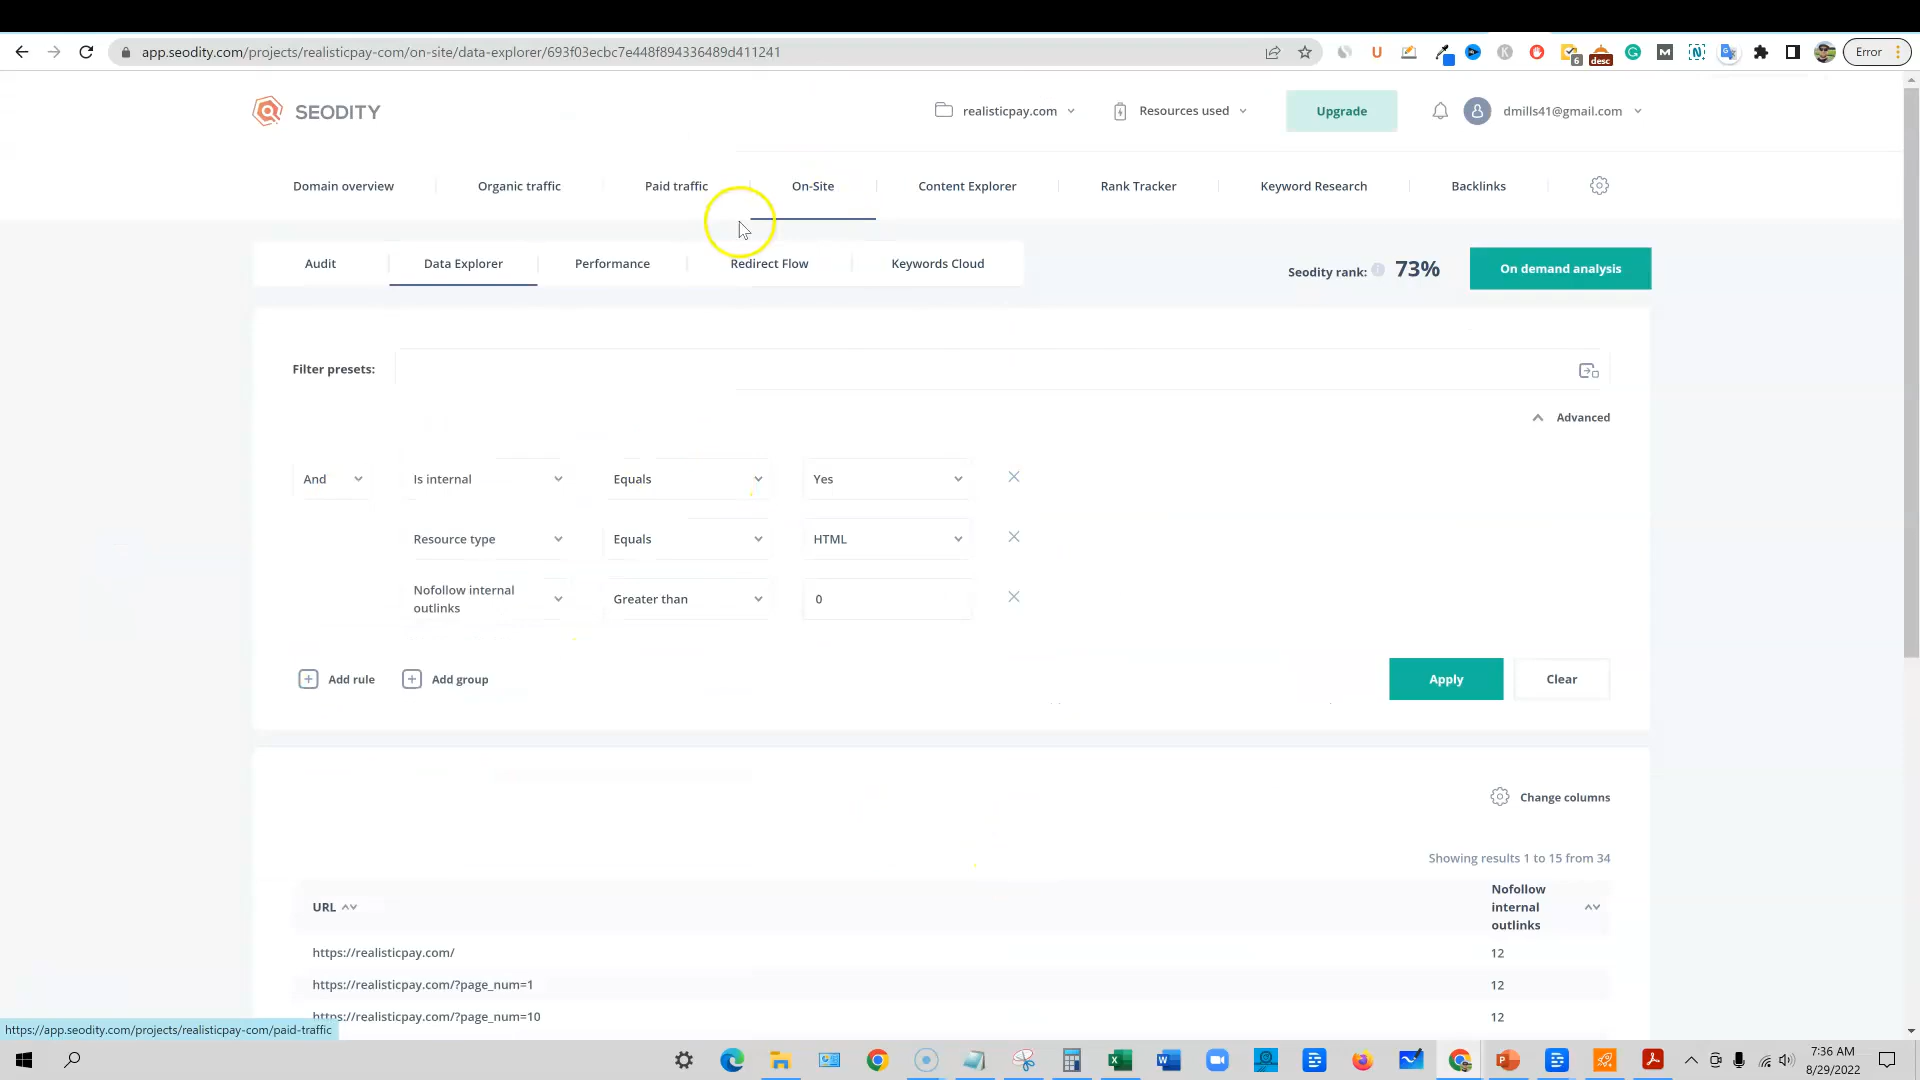 app.seodity.com/projects/realisticpay-com/on-site/data-explorer/693f03ecbc7e448f894336489d411241
U
K
6
desc
G
M
N
Error
SEODITY
realisticpay.com
Resources used
Upgrade
dmills41@gmail.com
Domain overview
Organic traffic
Paid traffic
On-Site
Content Explorer
Rank Tracker
Keyword Research
Backlinks
Audit
Data Explorer
Performance
Redirect Flow
Keywords Cloud
Seodity rank:
73%
On demand analysis
Filter presets:
Advanced
And
Is internal
Equals
Yes
Resource type
Equals
HTML
Nofollow internal
outlinks
Greater than
0
Add rule
Add group
Apply
Clear
Change columns
Showing results 1 to 15 from 34
URL
Nofollow
internal
outlinks
https://realisticpay.com/
12
https://realisticpay.com/?page_num=1
12
https://realisticpay.com/?page_num=10
12
https://app.seodity.com/projects/realisticpay-com/paid-traffic
7:36 AM
8/29/2022